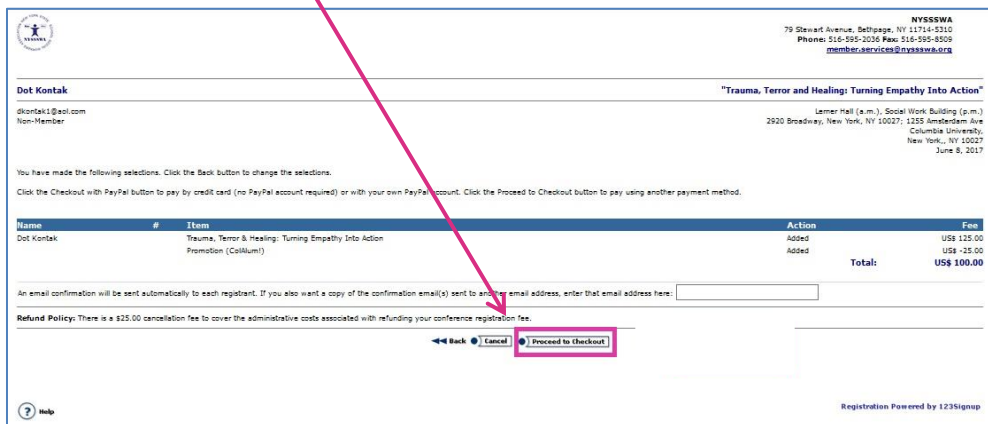 NYSSSWA
NYSSSWA
79 Stewart Avenue, Bethpage, NY 11714-5310
Phone: 516-595-2036 Fax: 516-595-8509
member.services@nyssswa.org
Dot Kontak
"Trauma, Terror and Healing: Turning Empathy Into Action"
dkontak1@aol.com
Non-Member
Lerner Hall (a.m.), Social Work Building (p.m.)
2920 Broadway, New York, NY 10027; 1255 Amsterdam Ave
Columbia University,
New York,, NY 10027
June 8, 2017
You have made the following selections. Click the Back button to change the selections.
Click the Checkout with PayPal button to pay by credit card (no PayPal account required) or with your own PayPal account. Click the Proceed to Checkout button to pay using another payment method.
Name # Item Action Fee
Dot Kontak Trauma, Terror & Healing: Turning Empathy Into Action Added US$ 125.00
Promotion (ColAlum!) Added US$ -25.00
Total: US$ 100.00
An email confirmation will be sent automatically to each registrant. If you also want a copy of the confirmation email(s) sent to another email address, enter that email address here:
Refund Policy: There is a $25.00 cancellation fee to cover the administrative costs associated with refunding your conference registration fee.
Back Cancel Proceed to Checkout
? Help
Registration Powered by 123Signup